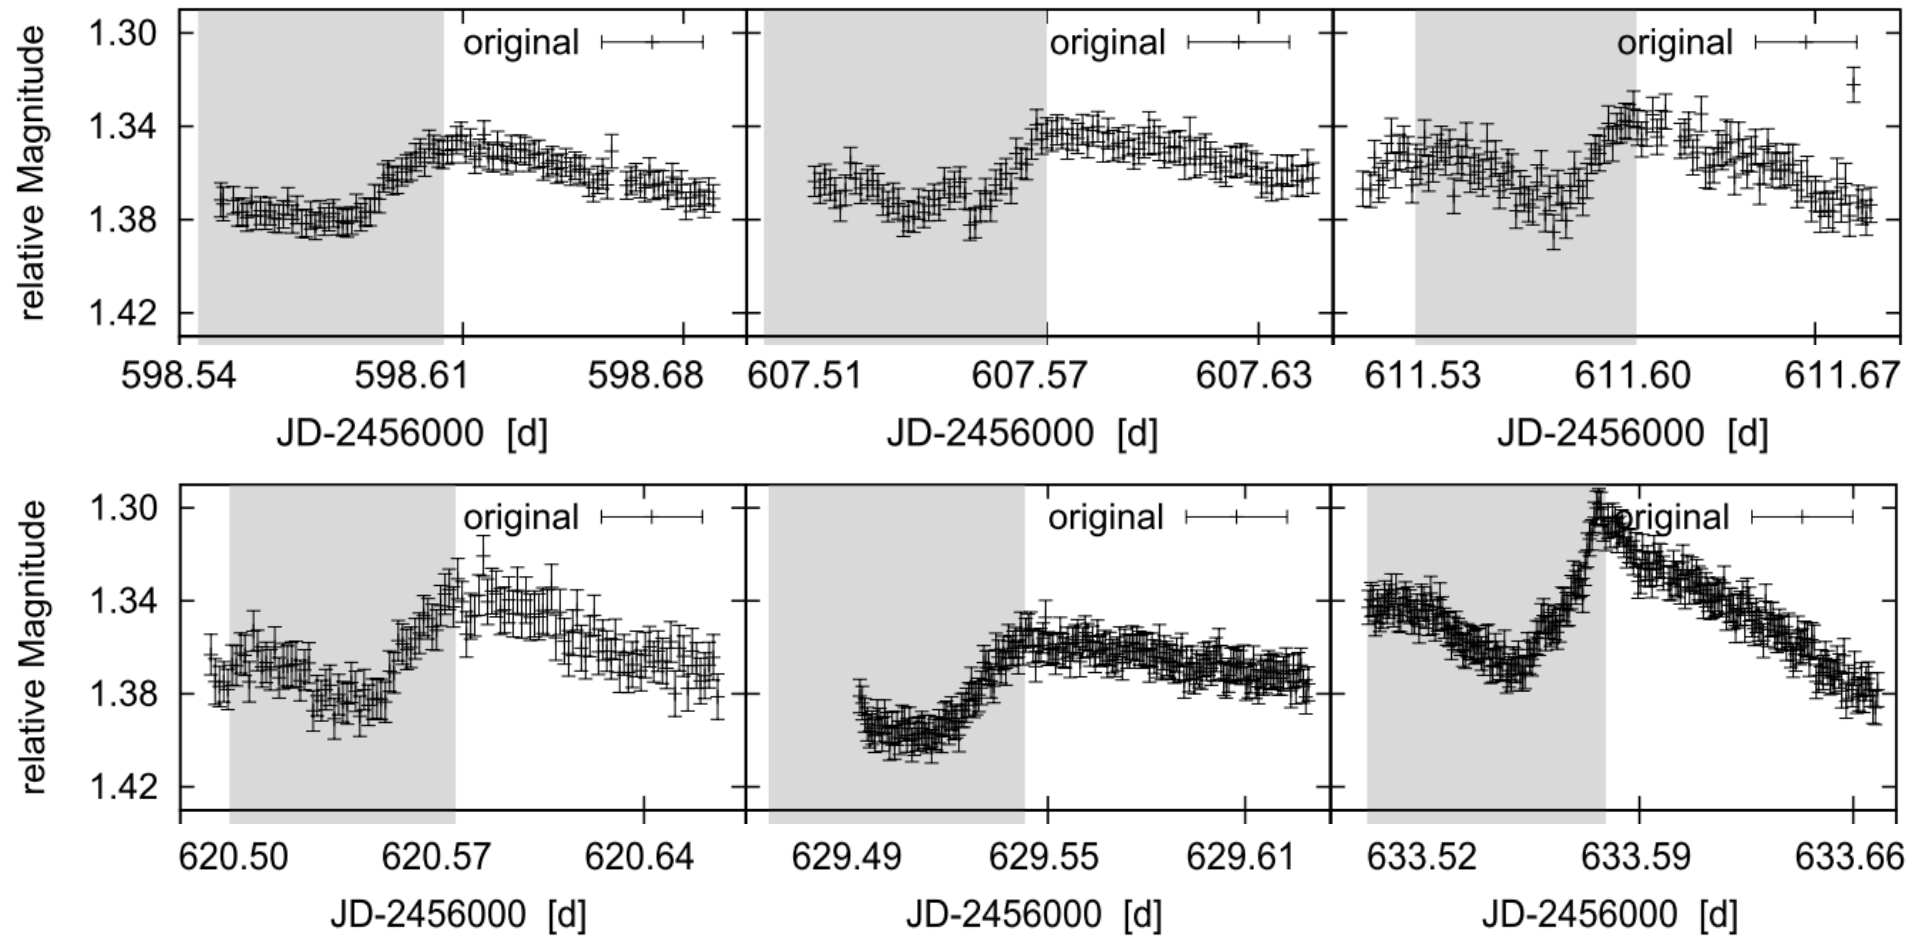 relative Magnitude
1.30
1.34
1.38
1.42
original
original
original
598.54 598.61 598.68 607.51 607.57 607.63 611.53 611.60 611.67
JD-2456000 [d] JD-2456000 [d] JD-2456000 [d]
relative Magnitude
1.30
1.34
1.38
1.42
original
original
original
620.50 620.57 620.64 629.49 629.55 629.61 633.52 633.59 633.66
JD-2456000 [d] JD-2456000 [d] JD-2456000 [d]